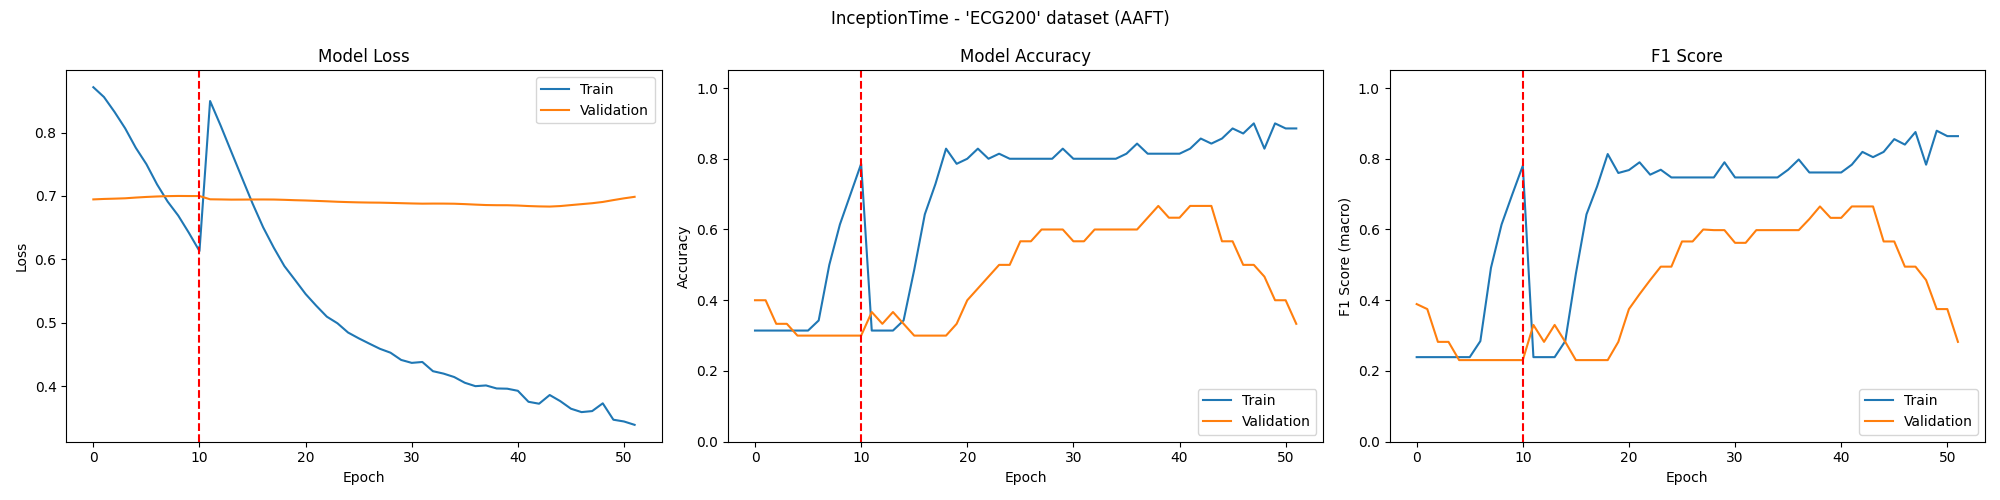 InceptionTime - 'ECG200' dataset (AAFT)
Model Loss
Loss
0.8
0.7
0.6
0.5
0.4
Train
Validation
0 10 20 30 40 50
Epoch
Model Accuracy
Accuracy
1.0
0.8
0.6
0.4
0.2
0.0
Train
Validation
0 10 20 30 40 50
Epoch
F1 Score
F1 Score (macro)
1.0
0.8
0.6
0.4
0.2
0.0
Train
Validation
0 10 20 30 40 50
Epoch